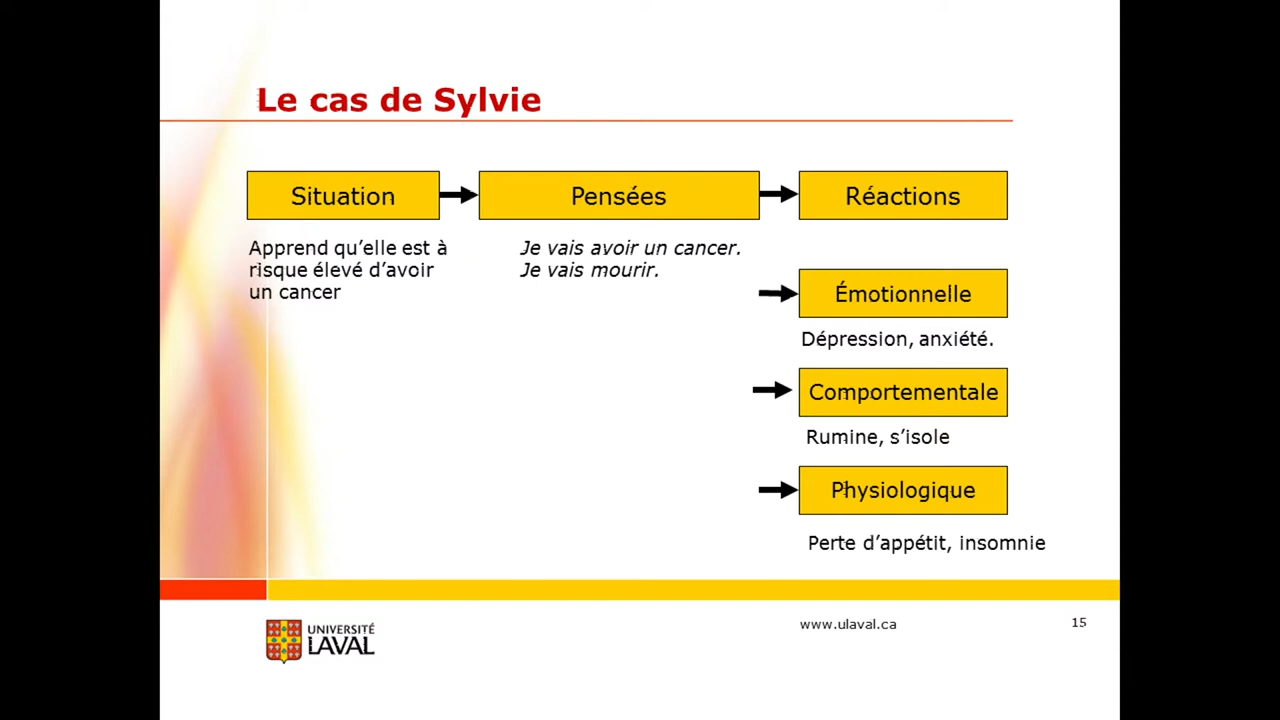 Le cas de Sylvie
Situation
Pensées
Réactions
Apprend qu’elle est à
risque élevé d’avoir
un cancer
Je vais avoir un cancer.
Je vais mourir.
Émotionnelle
Dépression, anxiété.
Comportementale
Rumine, s’isole
Physiologique
Perte d’appétit, insomnie
UNIVERSITÉ
LAVAL
www.ulaval.ca
15